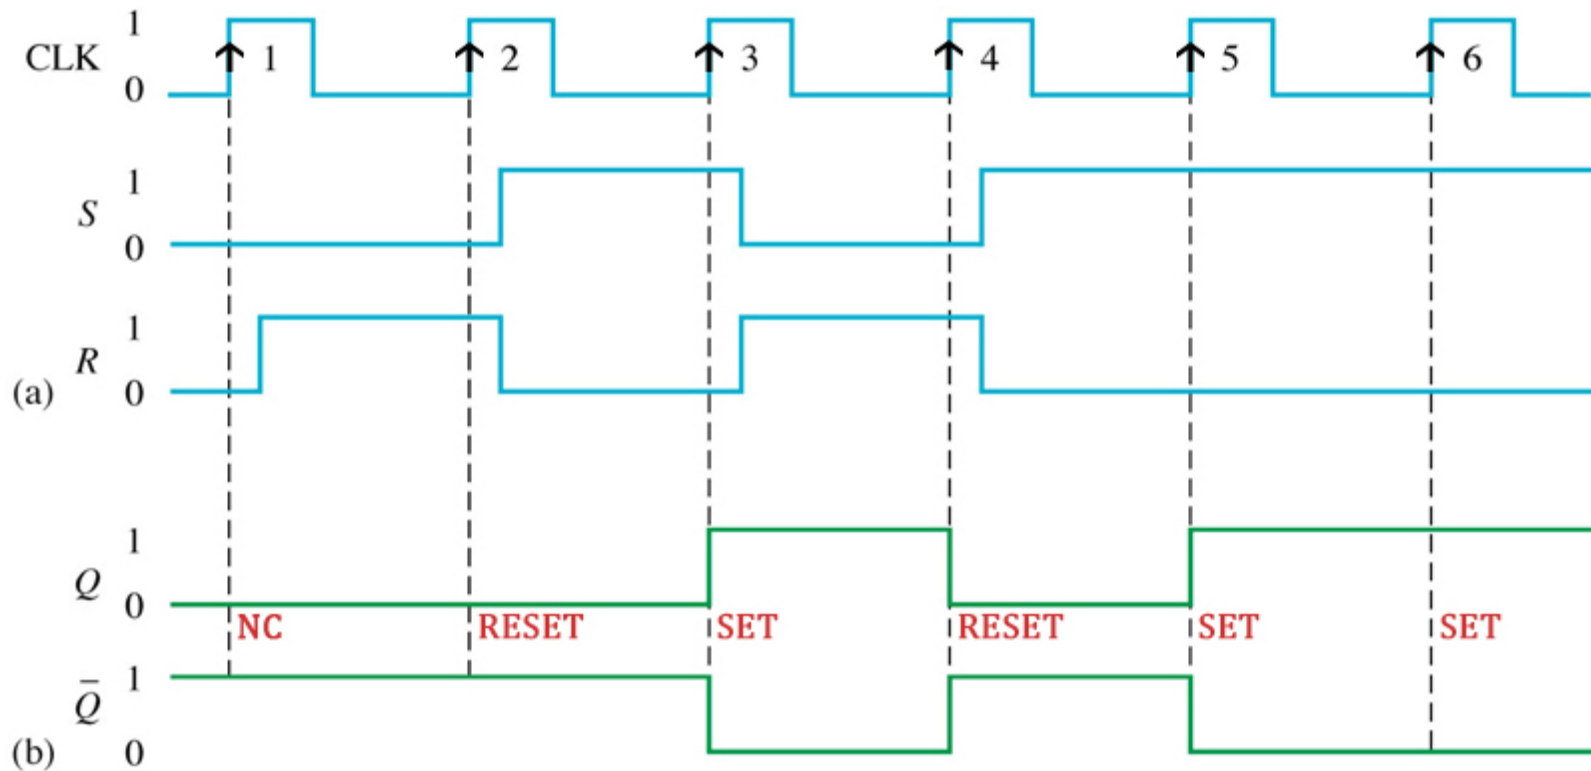 1
CLK ↑ 1 ↑ 2 ↑ 3 ↑ 4 ↑ 5 ↑ 6
0
1
S
0
1
R
(a) 0
1
Q
0
NC RESET SET RESET SET SET
1
Q̅
(b) 0